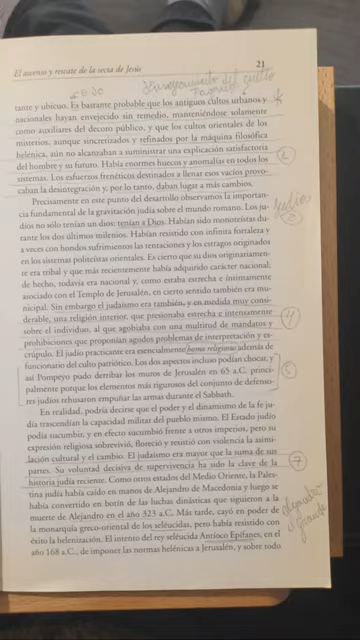 El ascenso y rescate de la secta de Jesús 21
tante y ubicuo. Es bastante probable que los antiguos cultos urbanos y
nacionales hayan envejecido sin remedio, manteniéndose solamente
como auxiliares del decoro público, y que los cultos orientales de los
misterios, aunque sincretizados y refinados por la máquina filosófica
helénica, aún no alcanzaban a suministrar una explicación satisfactoria
del hombre y su futuro. Había enormes huecos y anomalías en todos los
sistemas. Los esfuerzos frenéticos destinados a llenar esos vacíos provo-
caban la desintegración y, por lo tanto, daban lugar a más cambios.
Precisamente en este punto del desarrollo observamos la importan-
cia fundamental de la gravitación judía sobre el mundo romano. Los ju-
díos no sólo tenían un dios; tenían a Dios. Habían sido monoteístas du-
rante los dos últimos milenios. Habían resistido con infinita fortaleza y
a veces con hondos sufrimientos las tentaciones y los estragos originados
en los sistemas politeístas orientales. Es cierto que su dios originariamen-
te era tribal y que más recientemente había adquirido carácter nacional;
de hecho, todavía era nacional y, como estaba estrecha e íntimamente
asociado con el Templo de Jerusalén, en cierto sentido también era mu-
nicipal. Sin embargo el judaísmo era también, y en medida muy consi-
derable, una religión interior, que presionaba estrecha e intensamente
sobre el individuo, al que agobiaba con una multitud de mandatos y
prohibiciones que proponían agudos problemas de interpretación y es-
crúpulo. El judío practicante era esencialmente homo religiosus además de
funcionario del culto patriótico. Los dos aspectos incluso podían chocar, y
así Pompeyo pudo derribar los muros de Jerusalén en 65 a.C. princi-
palmente porque los elementos más rigurosos del conjunto de defenso-
res judíos rehusaron empuñar las armas durante el Sabbath.
En realidad, podría decirse que el poder y el dinamismo de la fe ju-
día trascendían la capacidad militar del pueblo mismo. El Estado judío
podía sucumbir, y en efecto sucumbió frente a otros imperios, pero su
expresión religiosa sobrevivió, floreció y resistió con violencia la asimi-
lación cultural y el cambio. El judaísmo era mayor que la suma de sus
partes. Su voluntad decisiva de supervivencia ha sido la clave de la
historia judía reciente. Como otros estados del Medio Oriente, la Pales-
tina judía había caído en manos de Alejandro de Macedonia y luego se
había convertido en botín de las luchas dinásticas que siguieron a la
muerte de Alejandro en el año 323 a.C. Más tarde, cayó en poder de
la monarquía greco-oriental de los seléucidas, pero había resistido con
éxito la helenización. El intento del rey seléucida Antíoco Epífanes, en el
año 168 a.C., de imponer las normas helénicas a Jerusalén, y sobre todo
del culto
Pagano
Judíos
4
5
7
alejandro